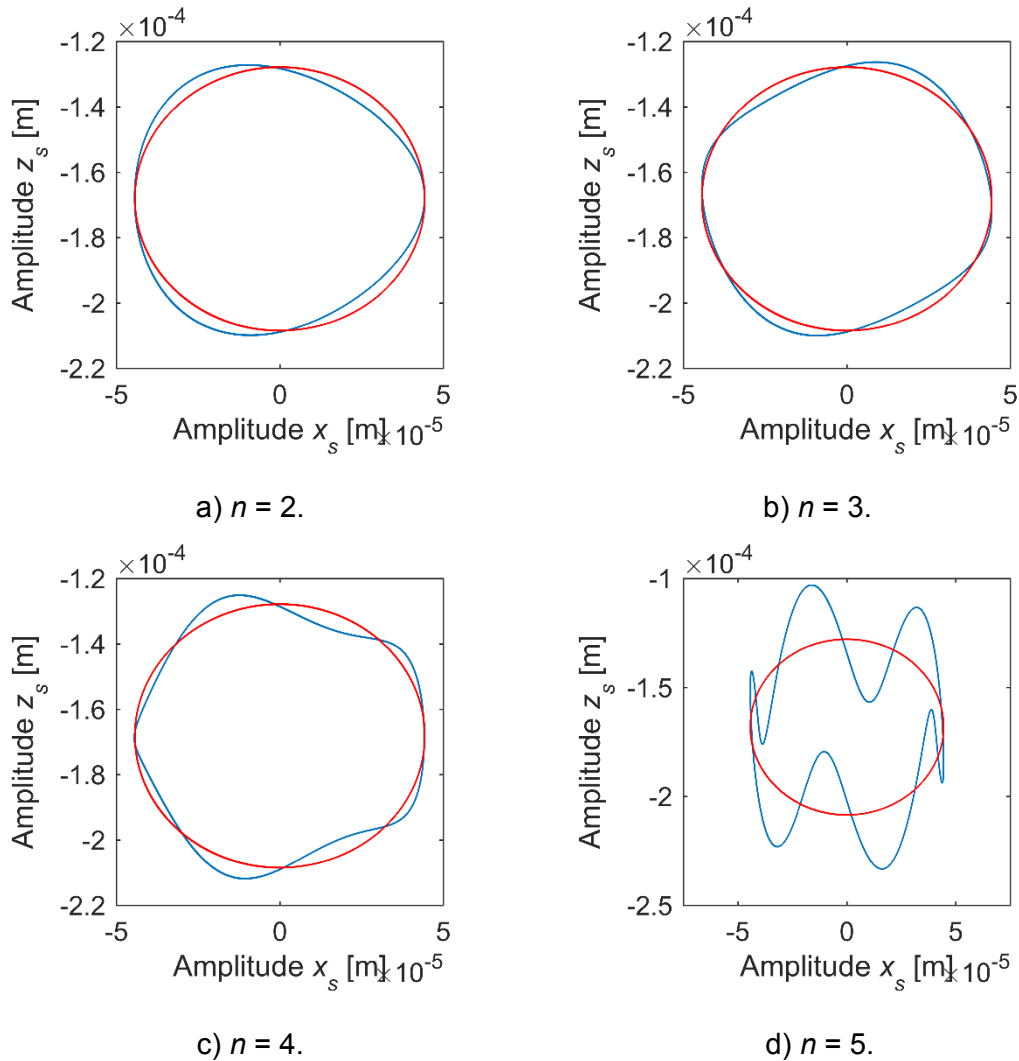 ×10-4
-1.2
-1.4
-1.6
-1.8
-2
-2.2
Amplitude z_s [m]
-5 0 5
Amplitude x_s [m]×10-5
a) n = 2.
×10-4
-1.2
-1.4
-1.6
-1.8
-2
-2.2
Amplitude z_s [m]
-5 0 5
Amplitude x_s [m]×10-5
b) n = 3.
×10-4
-1.2
-1.4
-1.6
-1.8
-2
-2.2
Amplitude z_s [m]
-5 0 5
Amplitude x_s [m]×10-5
c) n = 4.
×10-4
-1
-1.5
-2
-2.5
Amplitude z_s [m]
-5 0 5
Amplitude x_s [m]×10-5
d) n = 5.